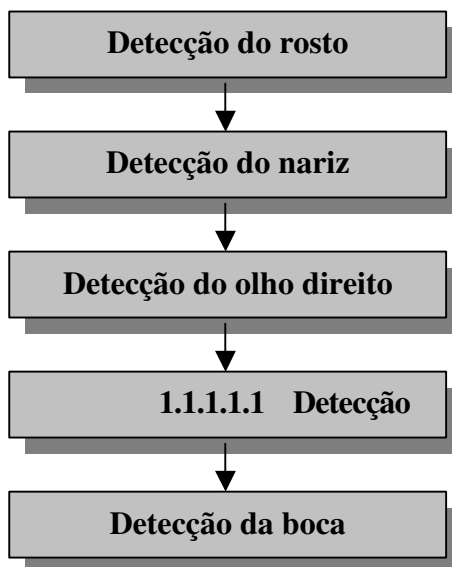 Detecção do rosto
Detecção do nariz
Detecção do olho direito
1.1.1.1.1 Detecção
Detecção da boca